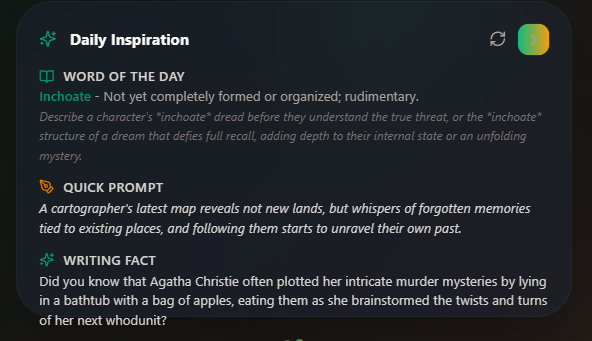 Daily Inspiration
WORD OF THE DAY
Inchoate - Not yet completely formed or organized; rudimentary.
Describe a character's *inchoate* dread before they understand the true threat, or the *inchoate*
structure of a dream that defies full recall, adding depth to their internal state or an unfolding
mystery.
QUICK PROMPT
A cartographer's latest map reveals not new lands, but whispers of forgotten memories
tied to existing places, and following them starts to unravel their own past.
WRITING FACT
Did you know that Agatha Christie often plotted her intricate murder mysteries by lying
in a bathtub with a bag of apples, eating them as she brainstormed the twists and turns
of her next whodunit?